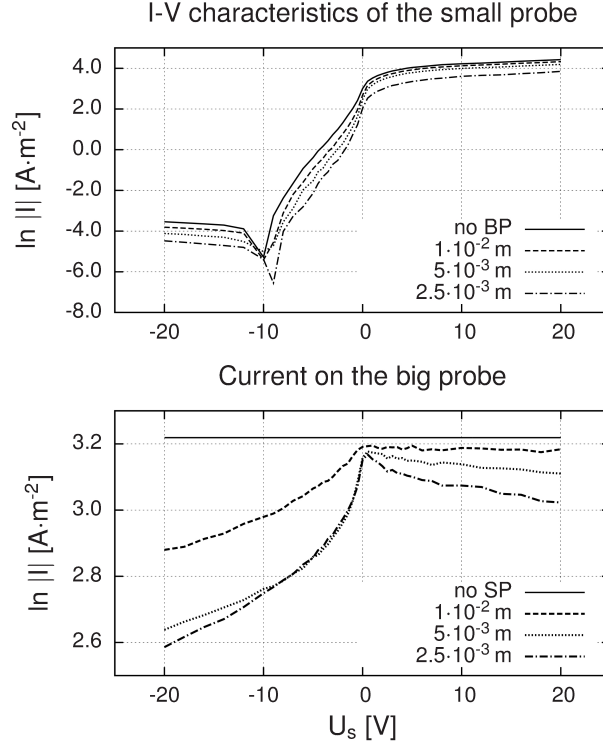 I-V characteristics of the small probe
ln |I| [A·m⁻²]
4.0
2.0
0.0
-2.0
-4.0
-6.0
-8.0
no BP
1·10⁻² m
5·10⁻³ m
2.5·10⁻³ m
-20 -10 0 10 20
Current on the big probe
ln |I| [A·m⁻²]
3.2
3.0
2.8
2.6
no SP
1·10⁻² m
5·10⁻³ m
2.5·10⁻³ m
-20 -10 0 10 20
Uₛ [V]